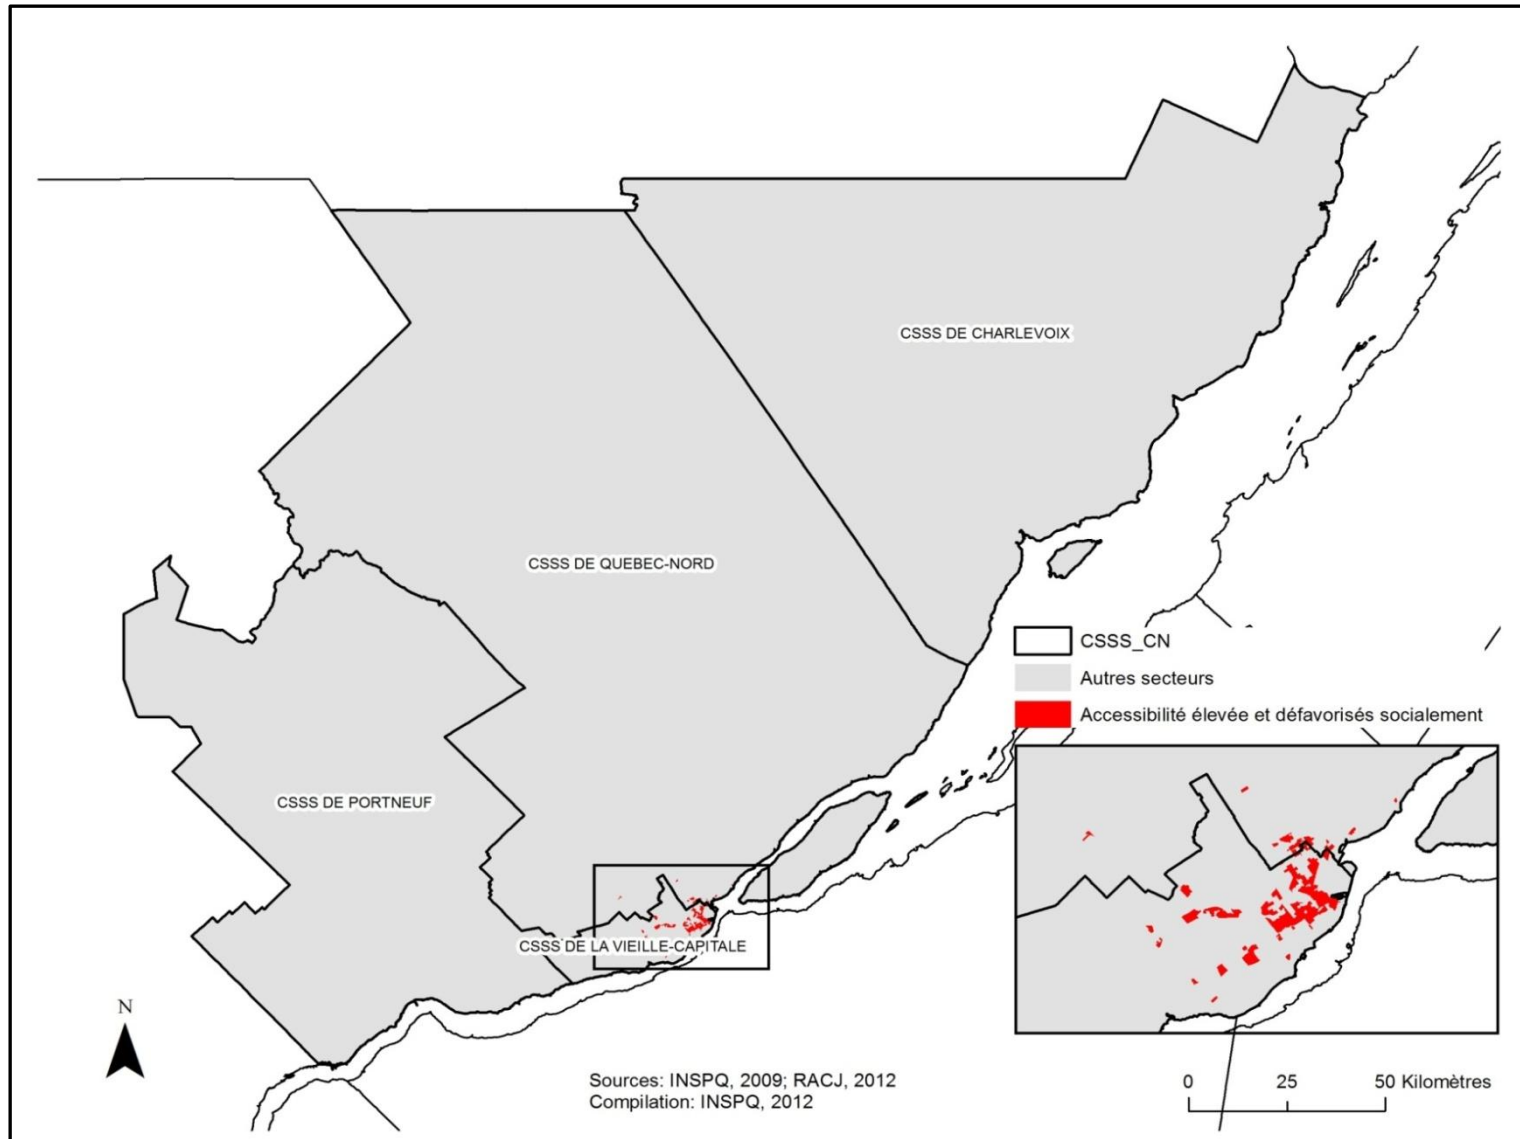 CSSS DE CHARLEVOIX
CSSS DE QUEBEC-NORD
CSSS_CN
Autres secteurs
Accessibilité élevée et défavorisés socialement
CSSS DE PORTNEUF
CSSS DE LA VIEILLE-CAPITALE
N
Sources: INSPQ, 2009; RACJ, 2012
Compilation: INSPQ, 2012
0 25 50 Kilomètres